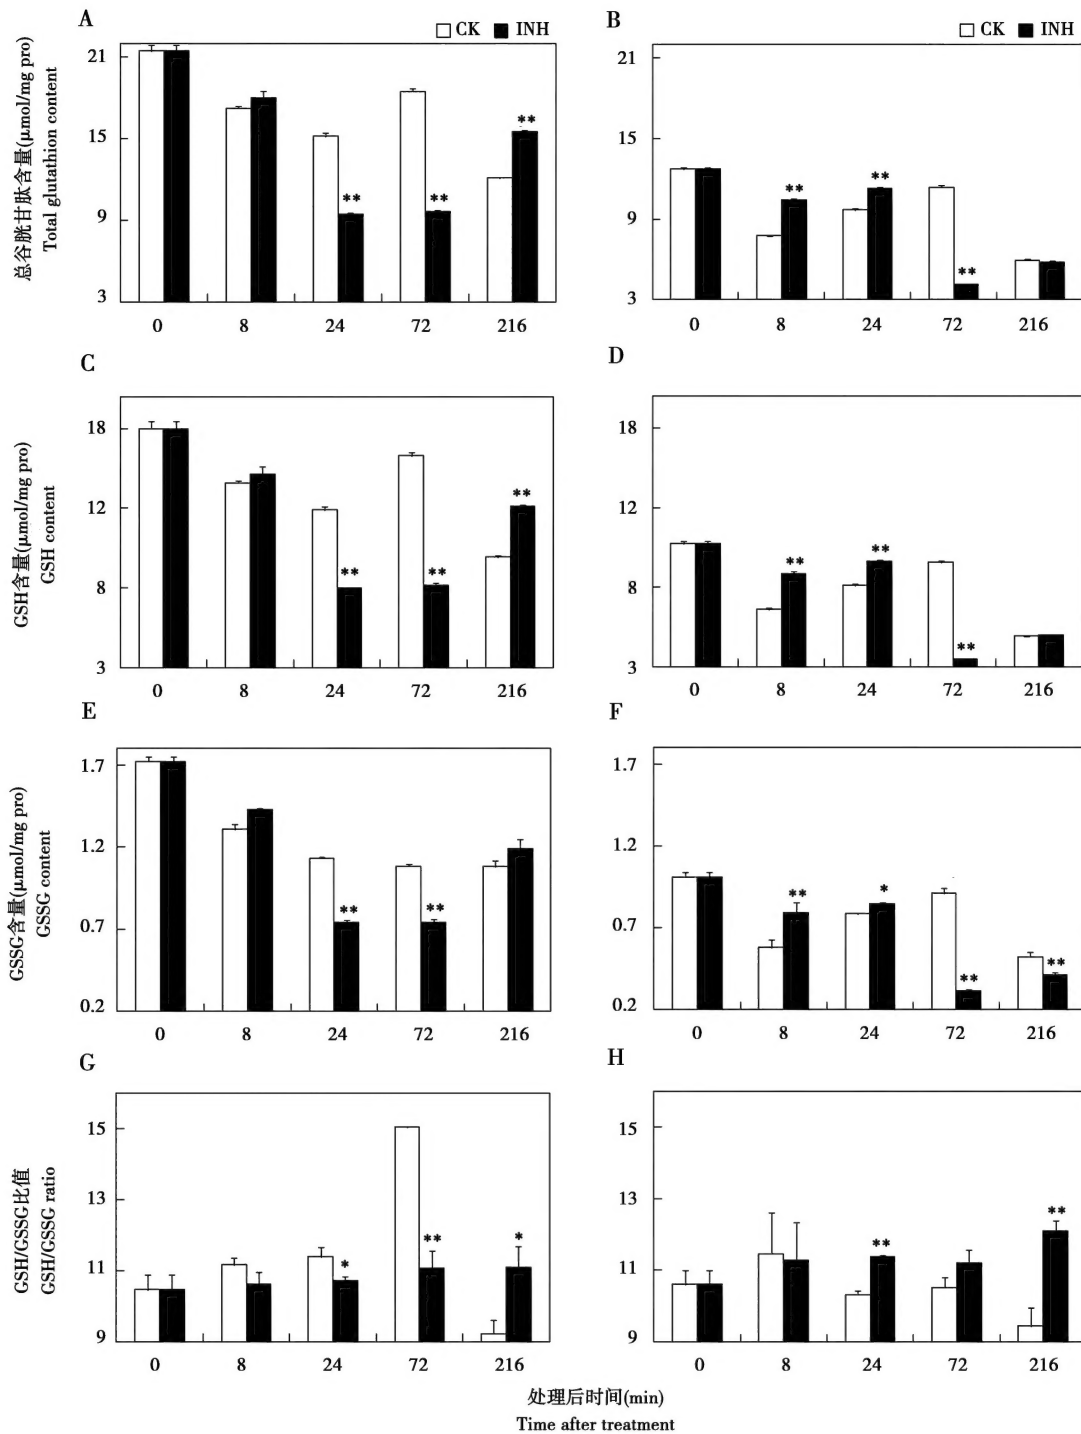 A
B
CK INH
CK INH
总谷胱甘肽含量(μmol/mg pro)
Total glutathion content
21
15
9
3
** ** **
0 8 24 72 216
21
15
9
3
** ** **
0 8 24 72 216
C
D
GSH含量(μmol/mg pro)
GSH content
18
12
8
3
** ** **
0 8 24 72 216
18
12
8
3
** ** **
0 8 24 72 216
E
F
GSSG含量(μmol/mg pro)
GSSG content
1.7
1.2
0.7
0.2
** **
0 8 24 72 216
1.7
1.2
0.7
0.2
** * ** **
0 8 24 72 216
G
H
GSH/GSSG比值
GSH/GSSG ratio
15
13
11
9
* ** *
0 8 24 72 216
15
13
11
9
** **
0 8 24 72 216
处理后时间(min)
Time after treatment